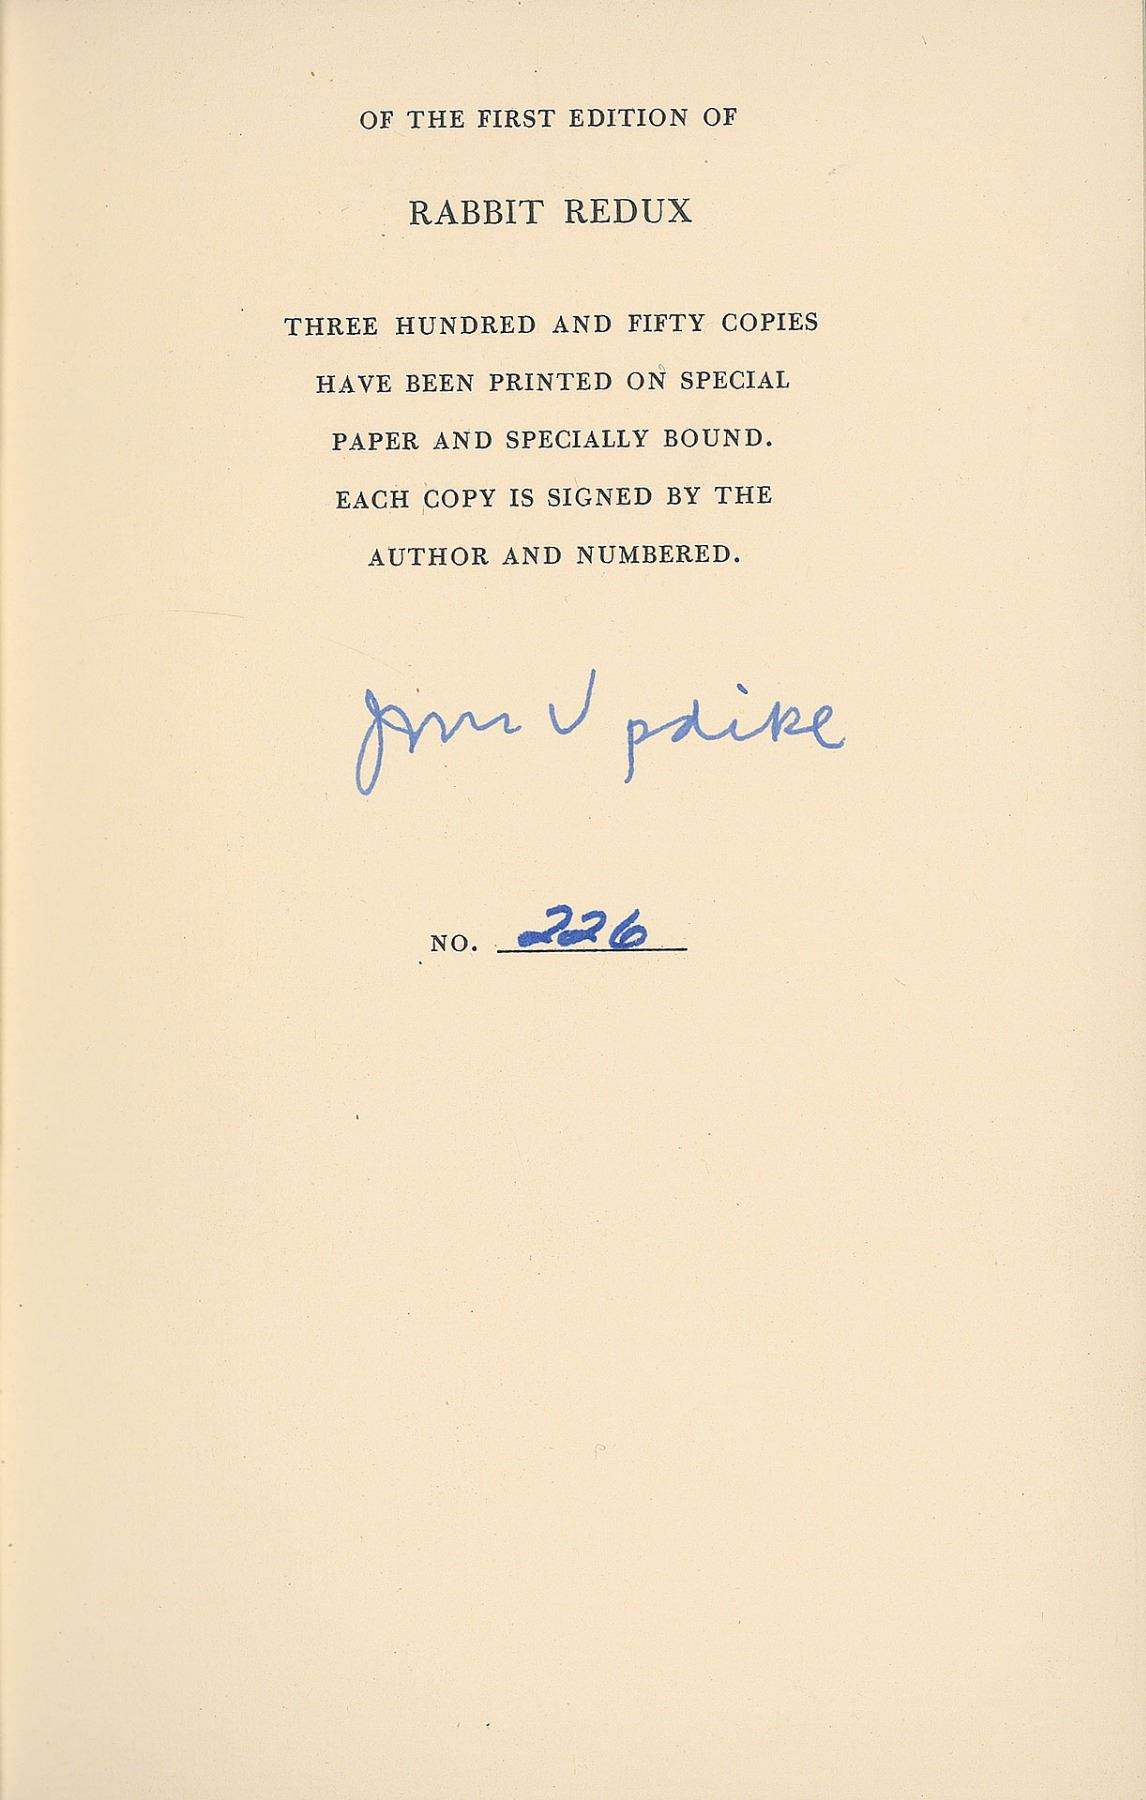 OF THE FIRST EDITION OF
RABBIT REDUX
THREE HUNDRED AND FIFTY COPIES
HAVE BEEN PRINTED ON SPECIAL
PAPER AND SPECIALLY BOUND.
EACH COPY IS SIGNED BY THE
AUTHOR AND NUMBERED.
John Updike
NO. 226